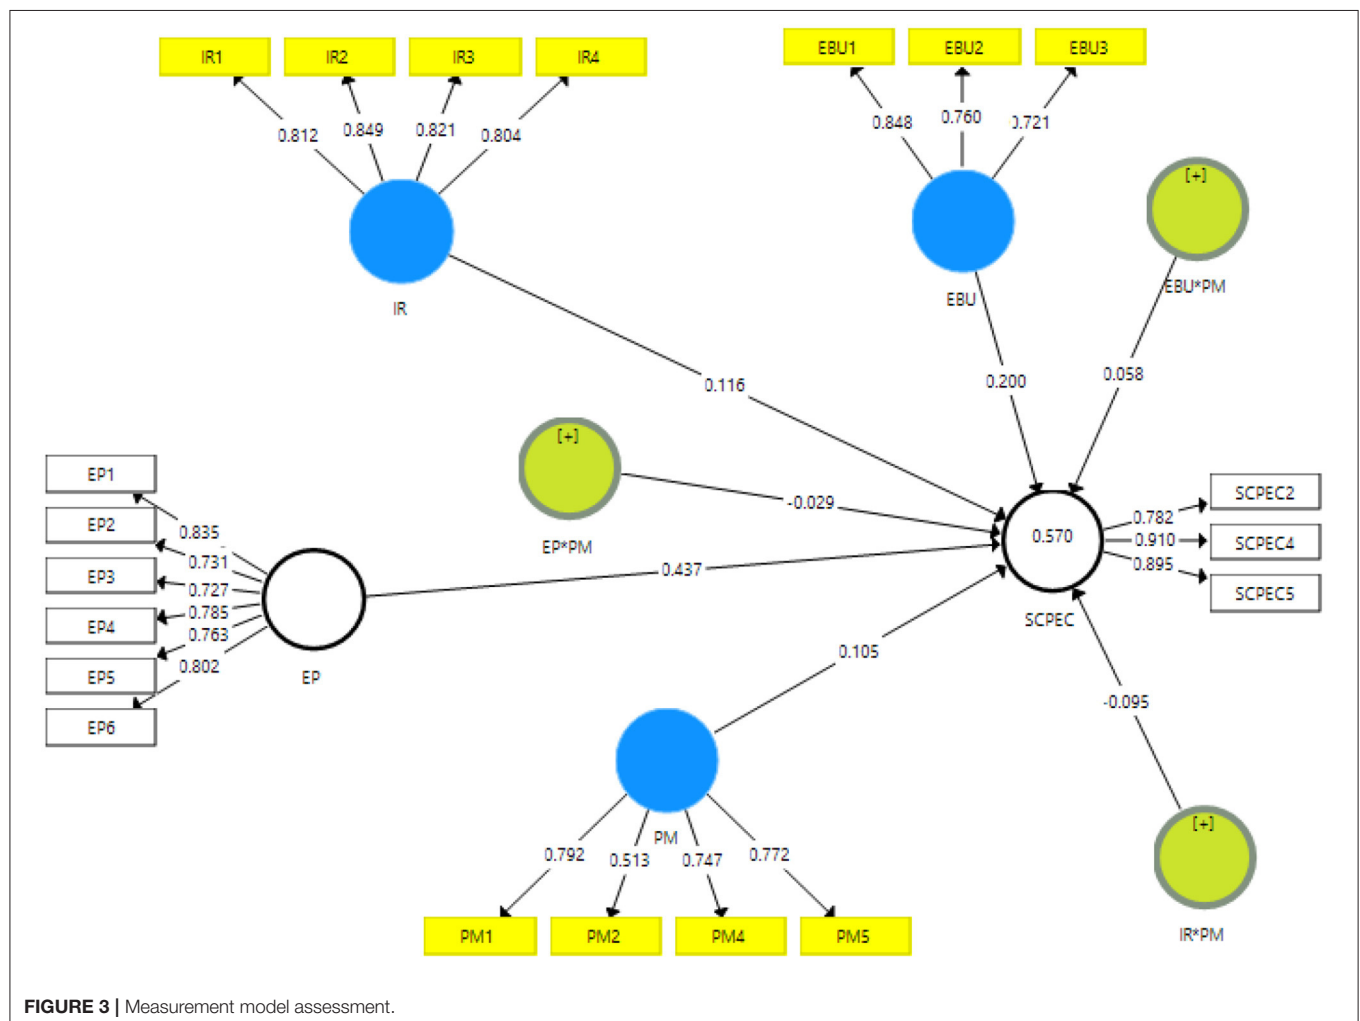 IR1 IR2 IR3 IR4
EBU1 EBU2 EBU3
0.812 0.849 0.821 0.804
0.848 0.760 0.721
[+]
IR
EBU
EBU*PM
0.116
0.200
0.058
[+]
EP*PM
-0.029
EP1
EP2
EP3
EP4
EP5
EP6
0.835
0.731
0.727
0.785
0.763
0.802
EP
0.437
0.570
SCPEC
0.782
0.910
0.895
SCPEC2
SCPEC4
SCPEC5
0.105
-0.095
PM
0.792 0.513 0.747 0.772
PM1 PM2 PM4 PM5
[+]
IR*PM
FIGURE 3 | Measurement model assessment.